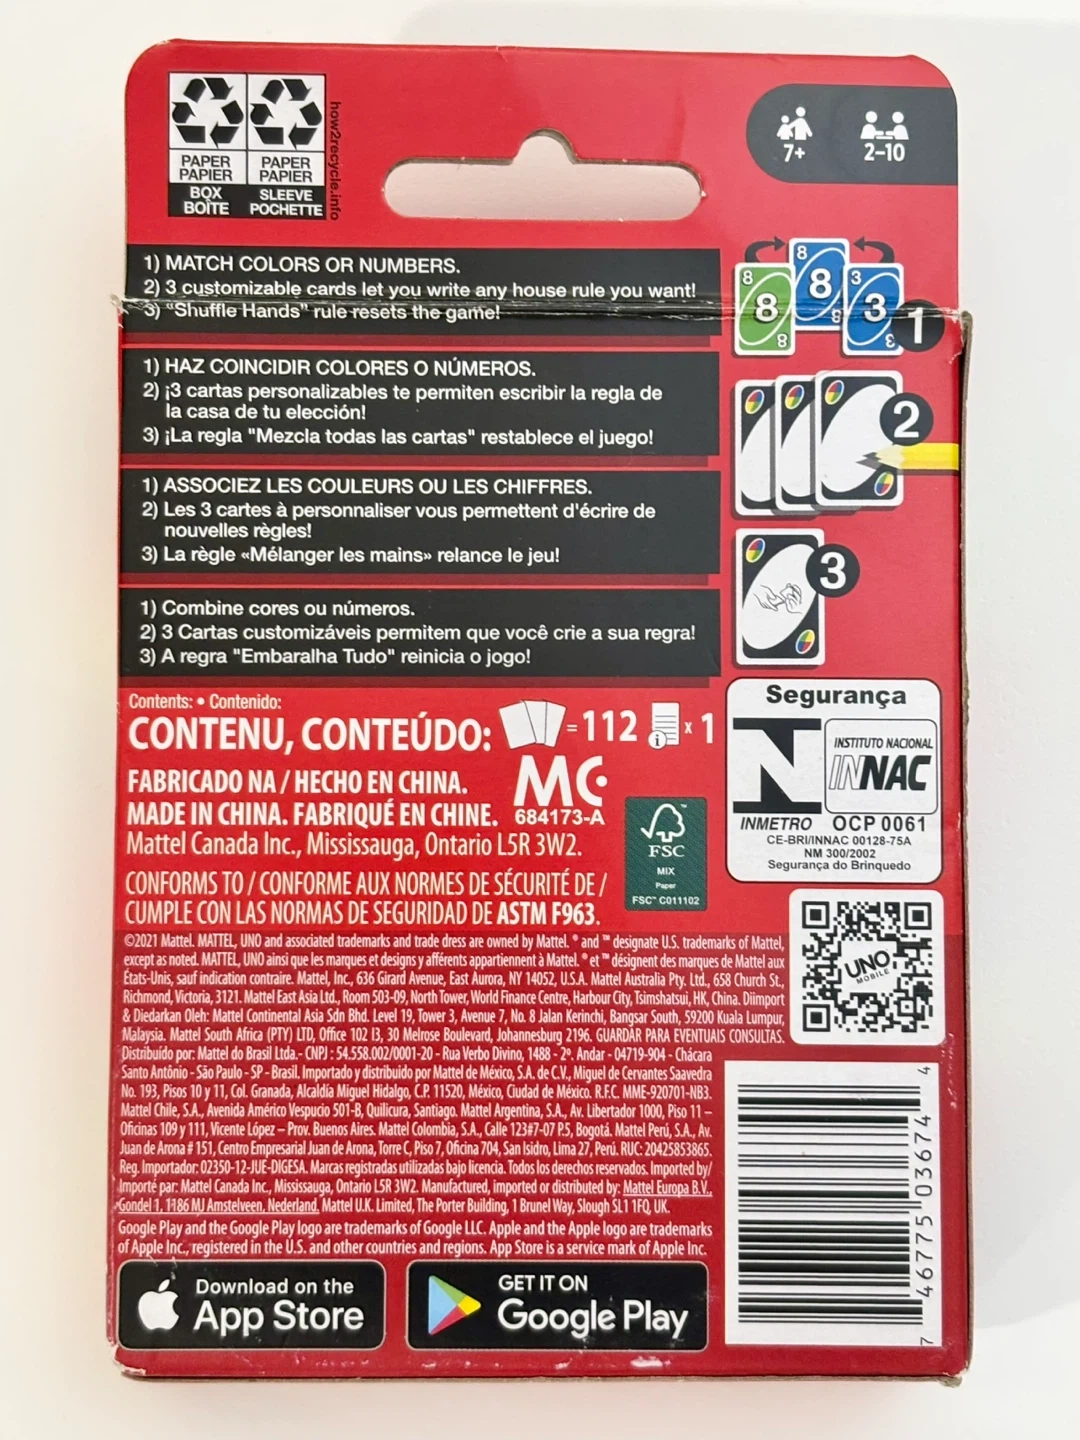 PAPER
PAPIER
BOX
BOÎTE
PAPER
PAPIER
SLEEVE
POCHETTE
how2recycle.info
7+
2-10
1) MATCH COLORS OR NUMBERS.
2) 3 customizable cards let you write any house rule you want!
3) "Shuffle Hands" rule resets the game!
8
8
8
8
8
8
3
3
3
1
1) HAZ COINCIDIR COLORES O NÚMEROS.
2) ¡3 cartas personalizables te permiten escribir la regla de
la casa de tu elección!
3) ¡La regla "Mezcla todas las cartas" restablece el juego!
2
1) ASSOCIEZ LES COULEURS OU LES CHIFFRES.
2) Les 3 cartes à personnaliser vous permettent d'écrire de
nouvelles règles!
3) La règle «Mélanger les mains» relance le jeu!
3
1) Combine cores ou números.
2) 3 Cartas customizáveis permitem que você crie a sua regra!
3) A regra "Embaralha Tudo" reinicia o jogo!
Contents: • Contenido:
CONTENU, CONTEÚDO: = 112 i x 1
FABRICADO NA / HECHO EN CHINA.
MADE IN CHINA. FABRIQUÉ EN CHINE.
Mattel Canada Inc., Mississauga, Ontario L5R 3W2.
MC
684173-A
FSC
MIX
Paper
FSC™ C011102
CONFORMS TO / CONFORME AUX NORMES DE SÉCURITÉ DE /
CUMPLE CON LAS NORMAS DE SEGURIDAD DE ASTM F963.
Segurança
N
INSTITUTO NACIONAL
INNAC
INMETRO OCP 0061
CE-BRI/INNAC 00128-75A
NM 300/2002
Segurança do Brinquedo
UNO
MOBILE
©2021 Mattel. MATTEL, UNO and associated trademarks and trade dress are owned by Mattel. ® and ™ designate U.S. trademarks of Mattel,
except as noted. MATTEL, UNO ainsi que les marques et designs y afférents appartiennent à Mattel. ® et ™ désignent des marques de Mattel aux
États-Unis, sauf indication contraire. Mattel, Inc., 636 Girard Avenue, East Aurora, NY 14052, U.S.A. Mattel Australia Pty. Ltd., 658 Church St.,
Richmond, Victoria, 3121. Mattel East Asia Ltd., Room 503-09, North Tower, World Finance Centre, Harbour City, Tsimshatsui, HK, China. Diimport
& Diedarkan Oleh: Mattel Continental Asia Sdn Bhd. Level 19, Tower 3, Avenue 7, No. 8 Jalan Kerinchi, Bangsar South, 59200 Kuala Lumpur,
Malaysia. Mattel South Africa (PTY) LTD, Office 102 I3, 30 Melrose Boulevard, Johannesburg 2196. GUARDAR PARA EVENTUAIS CONSULTAS.
Distribuído por: Mattel do Brasil Ltda.- CNPJ : 54.558.002/0001-20 - Rua Verbo Divino, 1488 - 2º. Andar - 04719-904 - Chácara
Santo Antônio - São Paulo - SP - Brasil. Importado y distribuido por Mattel de México, S.A. de C.V., Miguel de Cervantes Saavedra
No. 193, Pisos 10 y 11, Col. Granada, Alcaldía Miguel Hidalgo, C.P. 11520, México, Ciudad de México. R.F.C. MME-920701-NB3.
Mattel Chile, S.A., Avenida Américo Vespucio 501-B, Quilicura, Santiago. Mattel Argentina, S.A., Av. Libertador 1000, Piso 11 –
Oficinas 109 y 111, Vicente López – Prov. Buenos Aires. Mattel Colombia, S.A., Calle 123#7-07 P.5, Bogotá. Mattel Perú, S.A., Av.
Juan de Arona # 151, Centro Empresarial Juan de Arona, Torre C, Piso 7, Oficina 704, San Isidro, Lima 27, Perú. RUC: 20425853865.
Reg. Importador: 02350-12-JUE-DIGESA. Marcas registradas utilizadas bajo licencia. Todos los derechos reservados. Imported by/
Importé par: Mattel Canada Inc., Mississauga, Ontario L5R 3W2. Manufactured, imported or distributed by: Mattel Europa B.V.,
Gondel 1, 1186 MJ Amstelveen, Nederland. Mattel U.K. Limited, The Porter Building, 1 Brunel Way, Slough SL1 1FQ, UK.
Google Play and the Google Play logo are trademarks of Google LLC. Apple and the Apple logo are trademarks
of Apple Inc., registered in the U.S. and other countries and regions. App Store is a service mark of Apple Inc.
Download on the
App Store
GET IT ON
Google Play
7 46775 03674 4